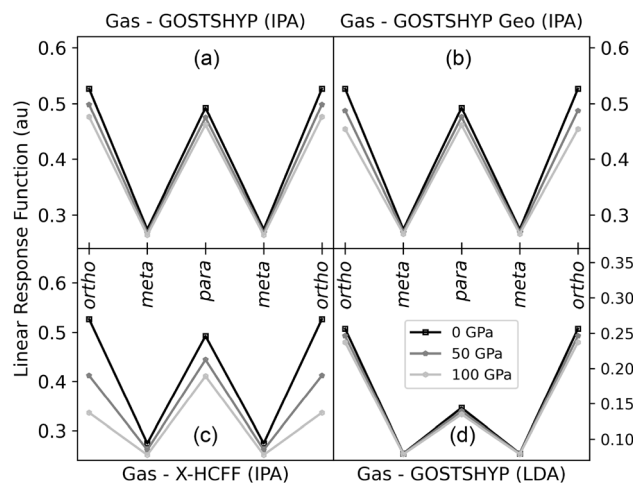 Gas - GOSTSHYP (IPA)
Gas - GOSTSHYP Geo (IPA)
(a)
(b)
0.6
0.5
0.4
0.3
0.6
0.5
0.4
0.3
Linear Response Function (au)
ortho
meta
para
meta
ortho
ortho
meta
para
meta
ortho
0.6
0.5
0.4
0.3
0.35
0.30
0.25
0.20
0.15
0.10
0 GPa
50 GPa
100 GPa
(c)
(d)
Gas - X-HCFF (IPA)
Gas - GOSTSHYP (LDA)